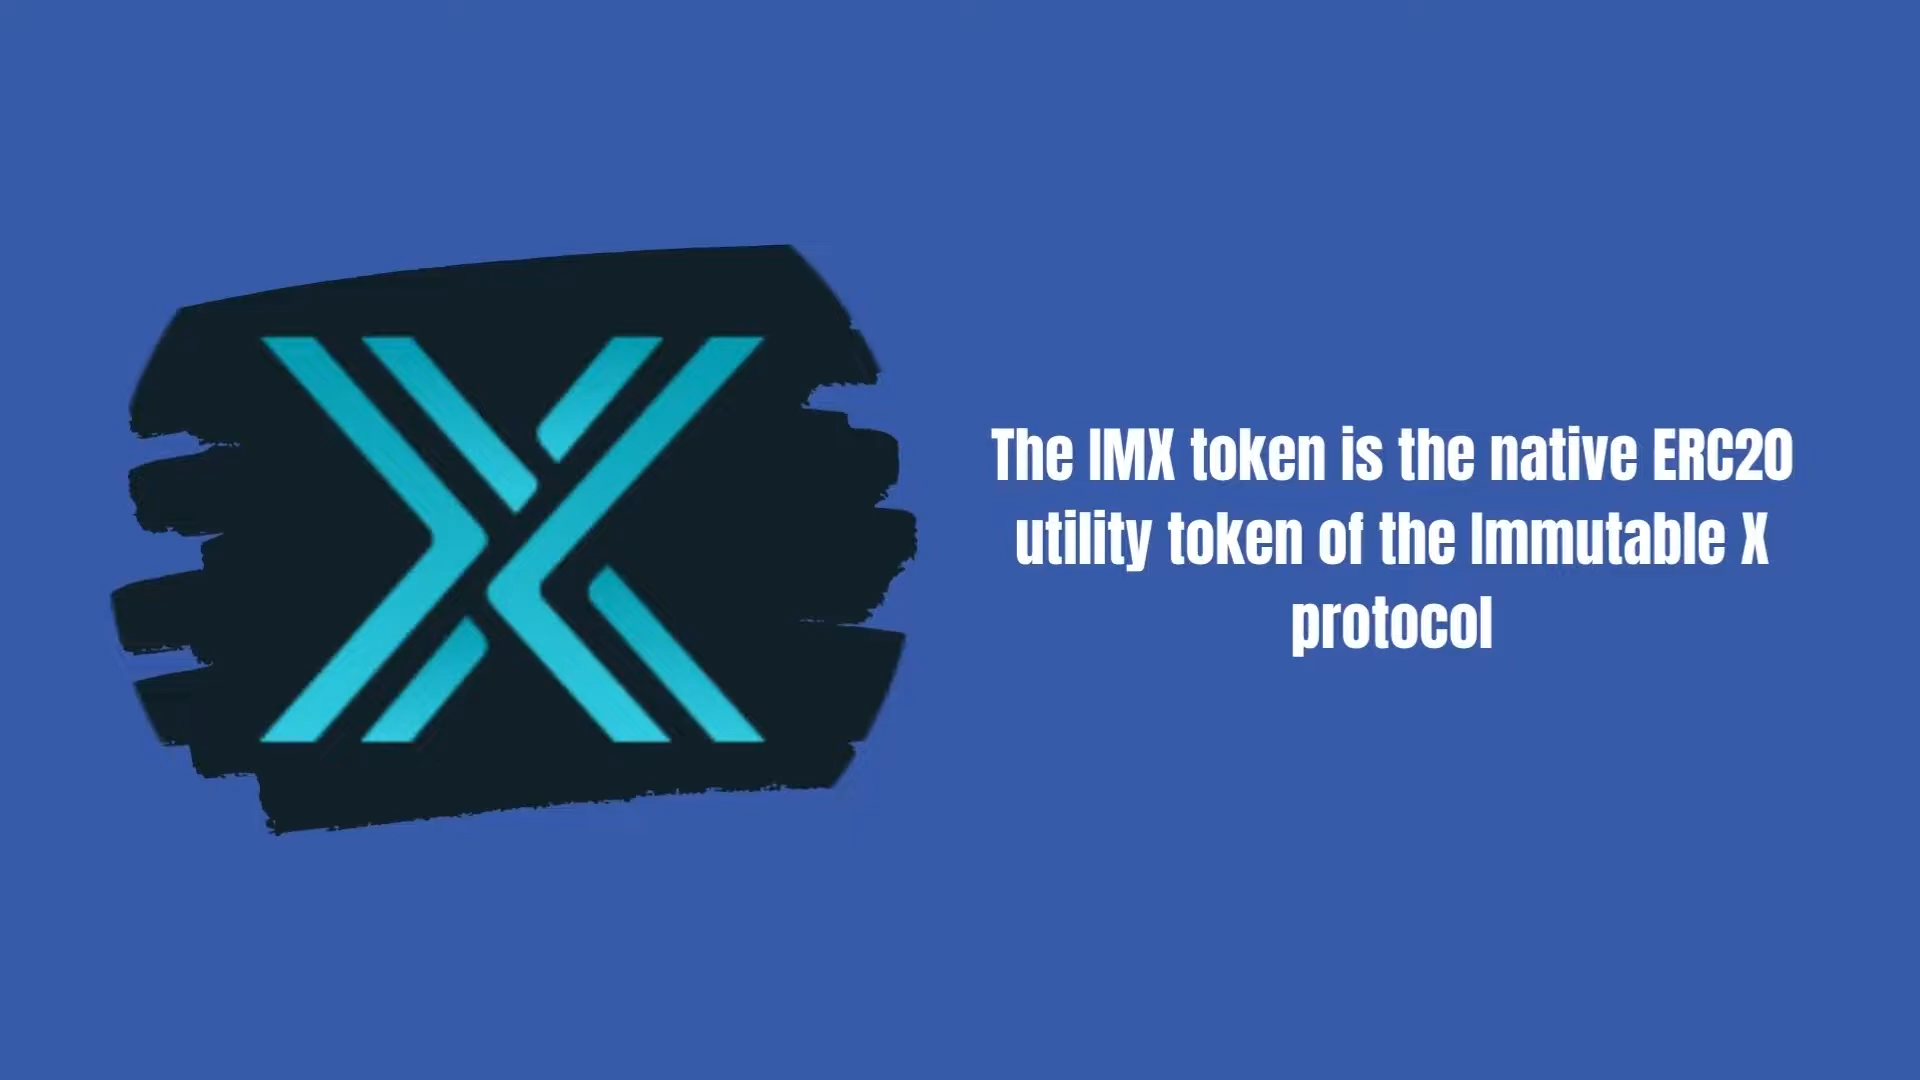 The IMX token is the native ERC20
utility token of the Immutable X
protocol